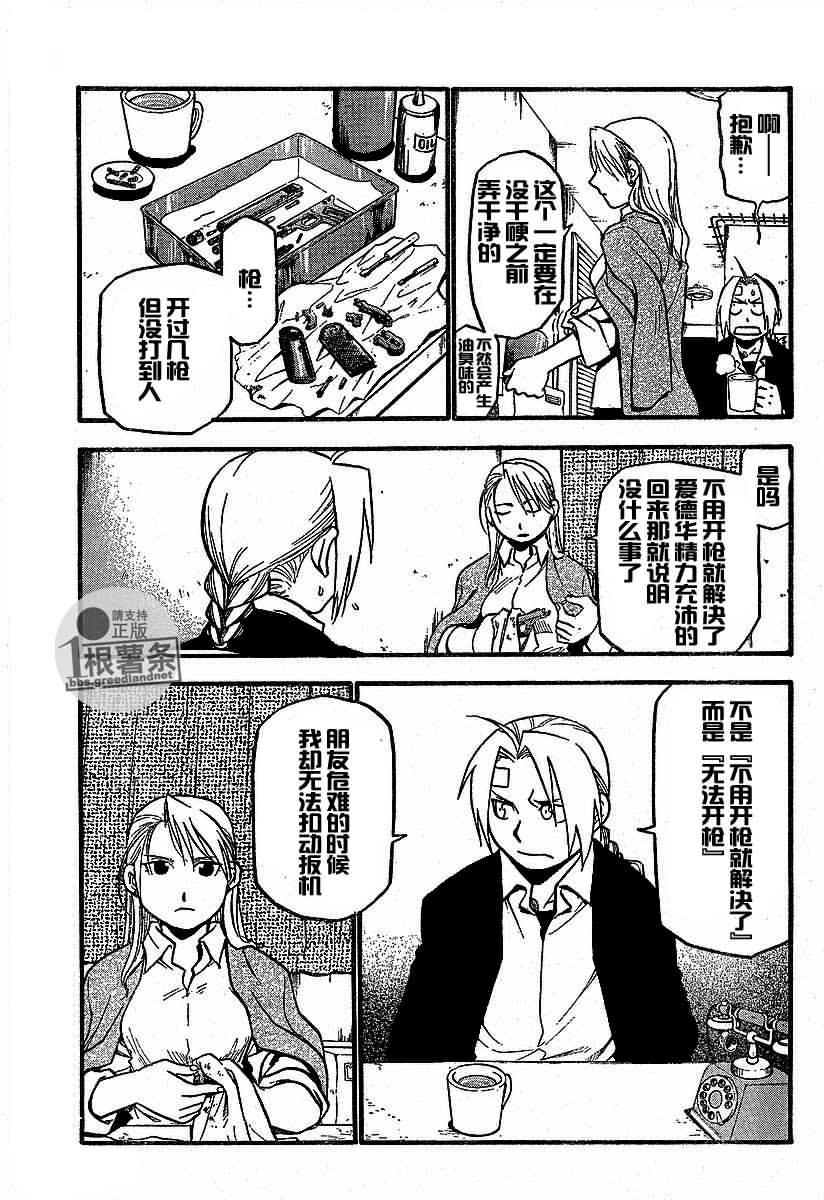 啊——
抱歉…
这个一定要在
没干硬之前
弄干净的
不然会产生
油臭味的
OIL
枪…
开过几枪
但没打到人
是吗
不用开枪就解决了
爱德华精力充沛的
回来那就说明
没什么事了
不是『不用开枪就解决了』
而是『无法开枪』
朋友危难的时候
我却无法扣动扳机
請支持
正版
1根薯条
bbs.greedland.net